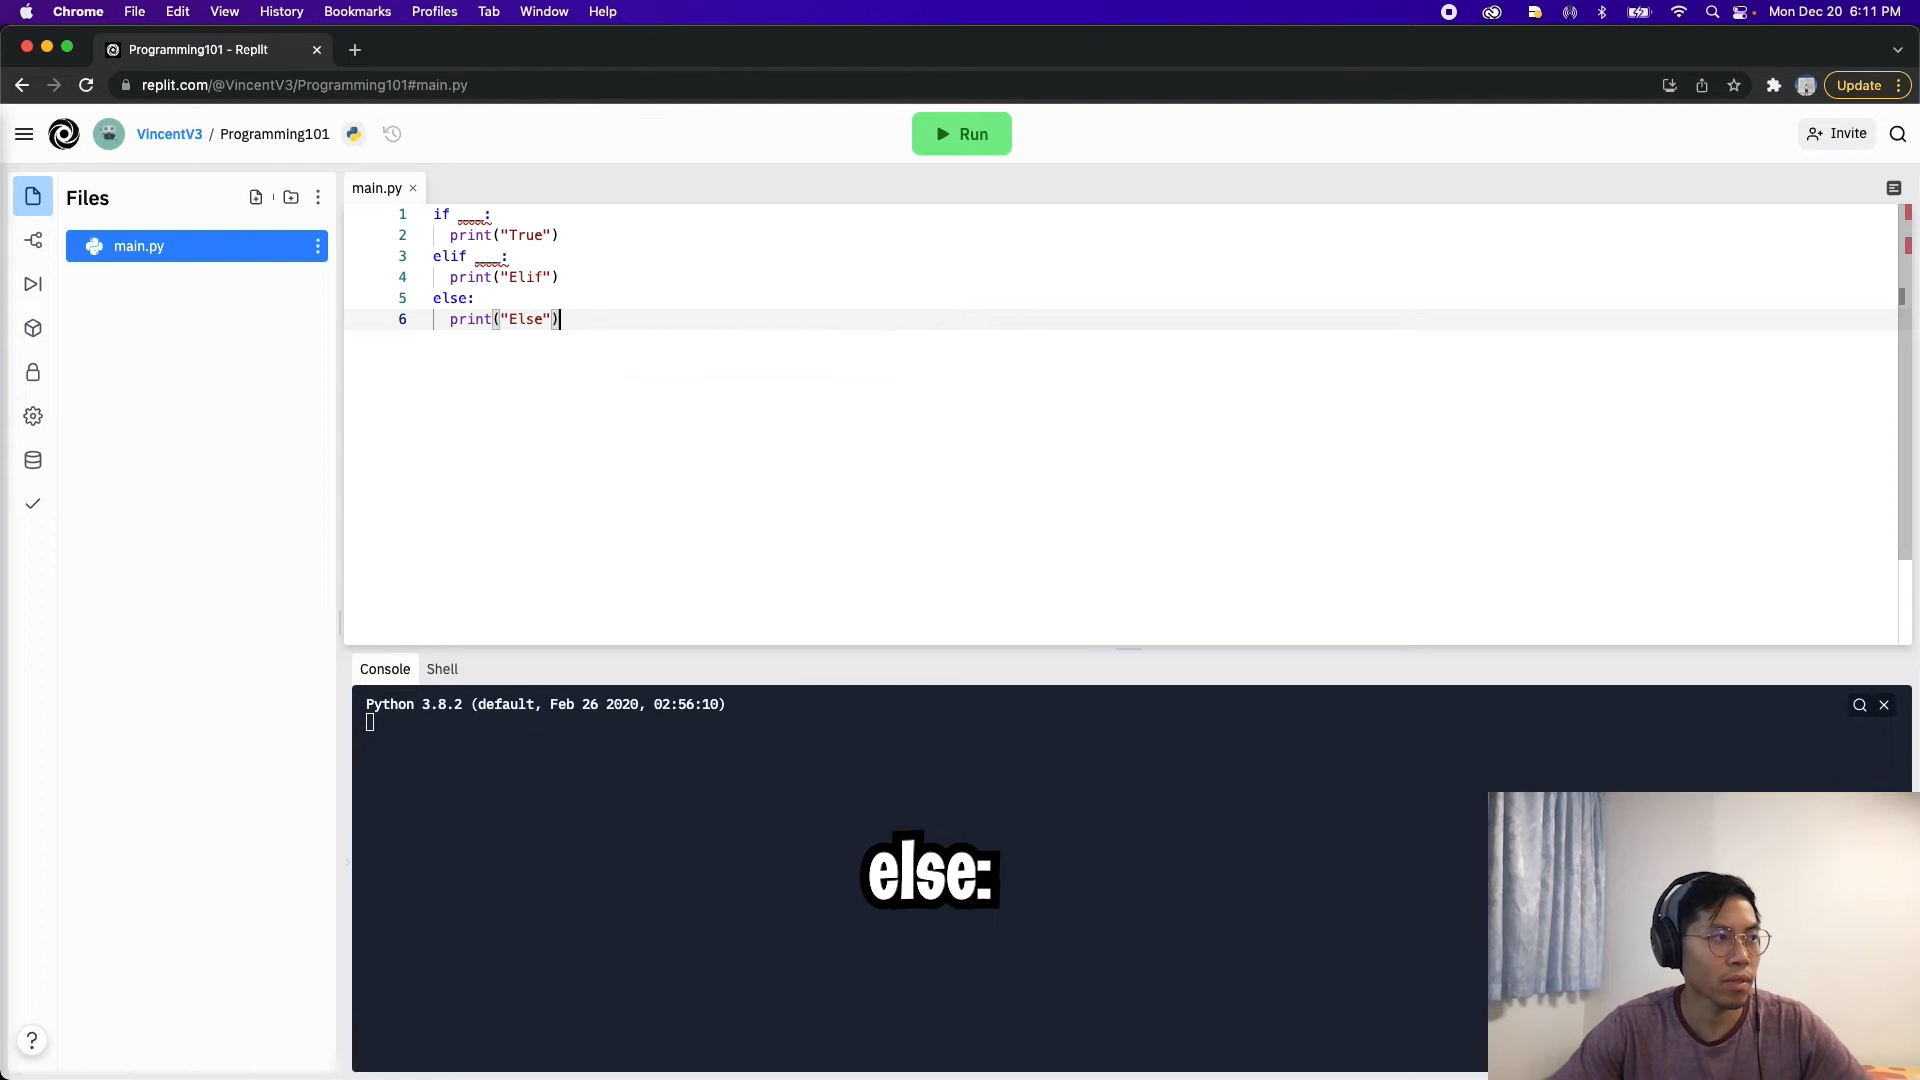 Chrome File Edit View History Bookmarks Profiles Tab Window Help Mon Dec 20 6:11 PM
Programming101 - Replit
replit.com/@VincentV3/Programming101#main.py Update
VincentV3 / Programming101 Run Invite
Files
main.py
main.py
1 if ____:
2 print("True")
3 elif ____:
4 print("Elif")
5 else:
6 print("Else")
Console Shell
Python 3.8.2 (default, Feb 26 2020, 02:56:10)
else:
?